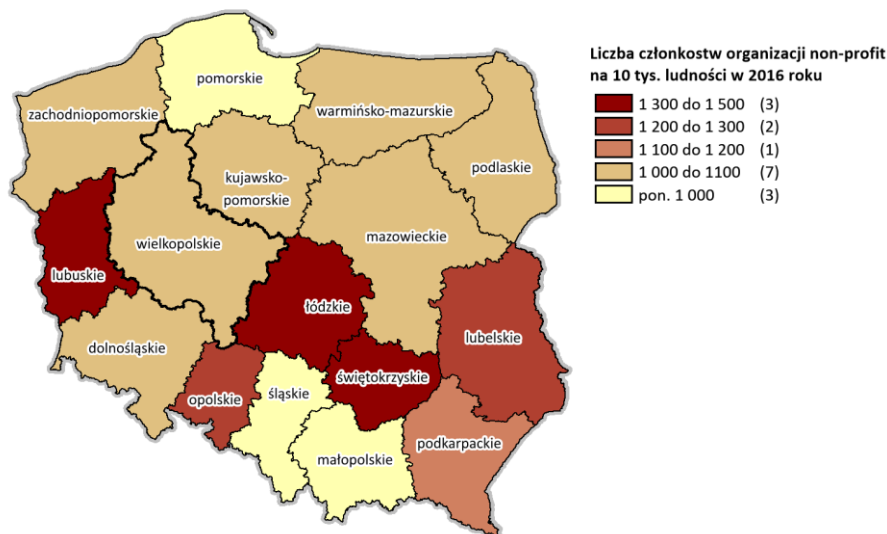 Liczba członkostw organizacji non-profit
na 10 tys. ludności w 2016 roku
1 300 do 1 500 (3)
1 200 do 1 300 (2)
1 100 do 1 200 (1)
1 000 do 1100 (7)
pon. 1 000 (3)
pomorskie
zachodniopomorskie
warmińsko-mazurskie
podlaskie
kujawsko-
pomorskie
mazowieckie
wielkopolskie
lubuskie
łódzkie
lubelskie
dolnośląskie
świętokrzyskie
opolskie
śląskie
podkarpackie
małopolskie